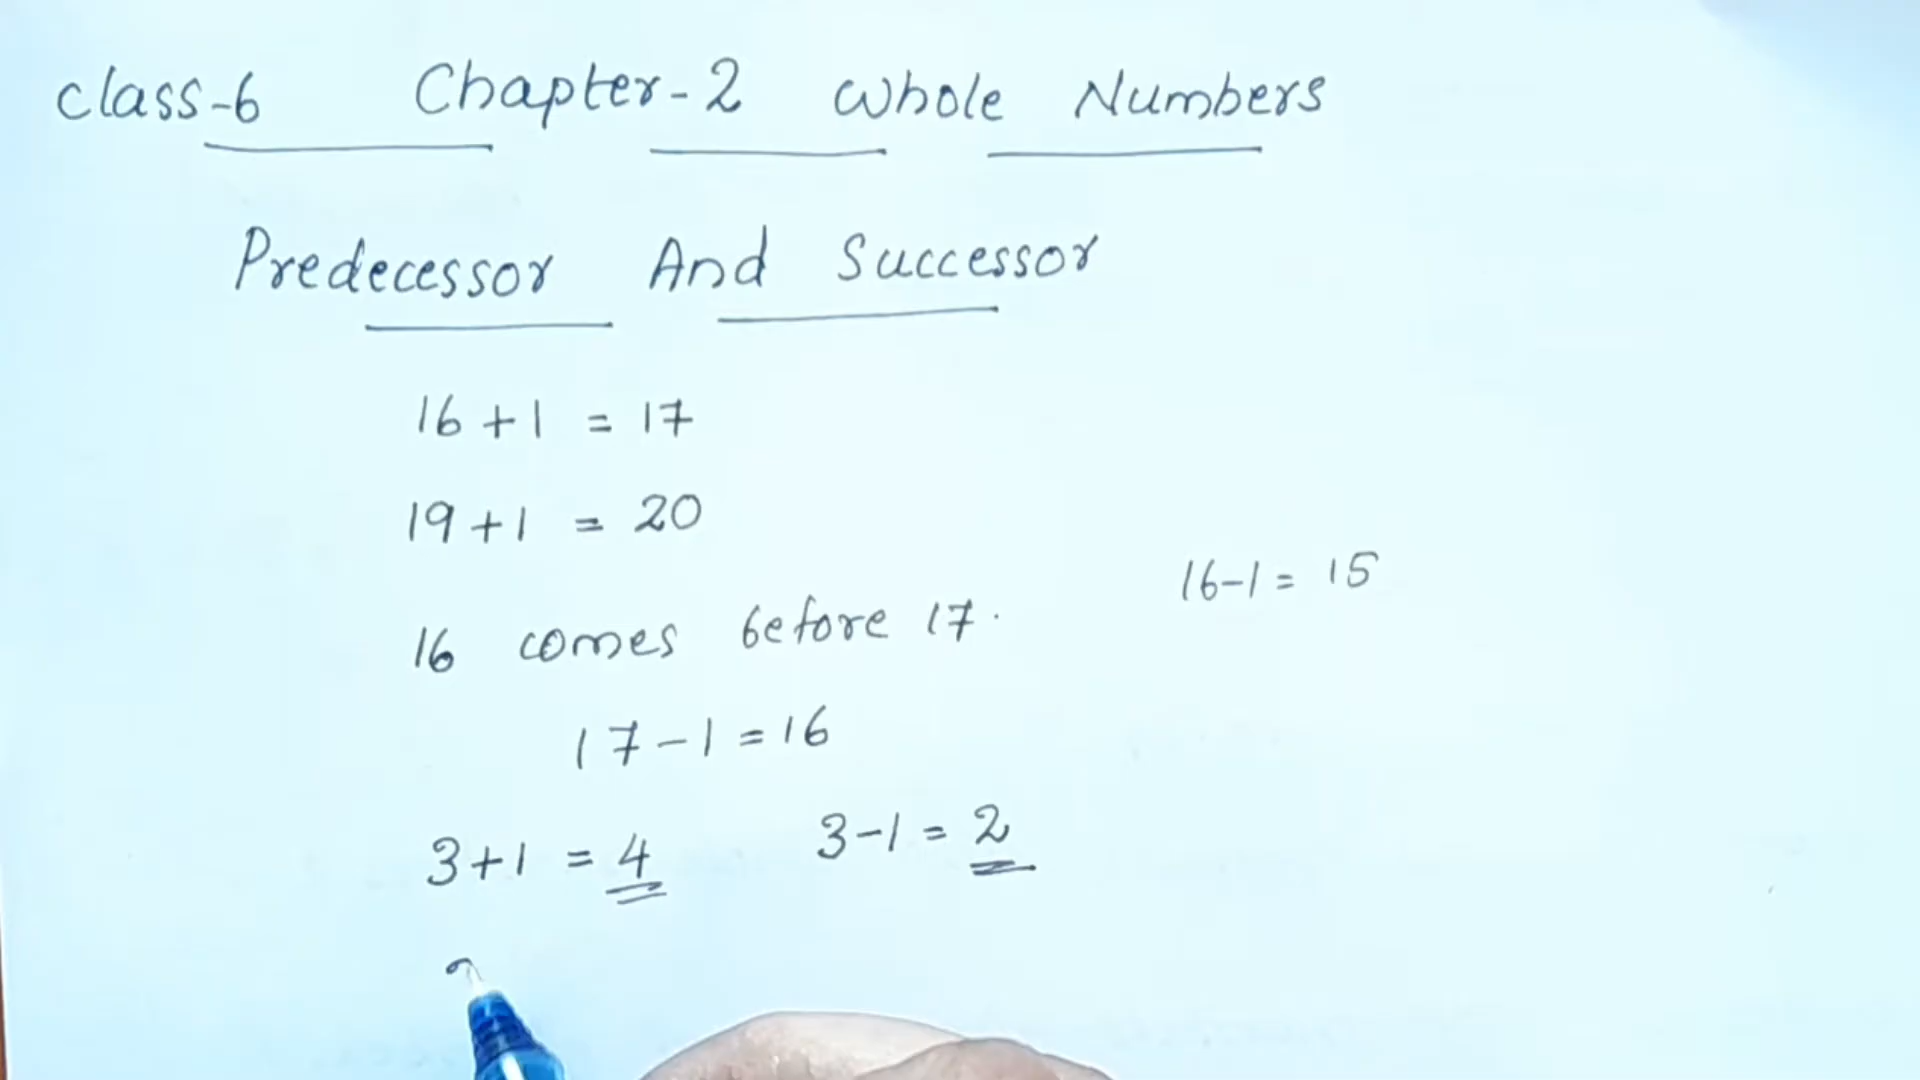 class-6 Chapter-2 Whole Numbers
Predecessor And Successor
16+1 = 17
19+1 = 20
16-1= 15
16 comes before 17.
17-1=16
3+1 = 4 3-1= 2